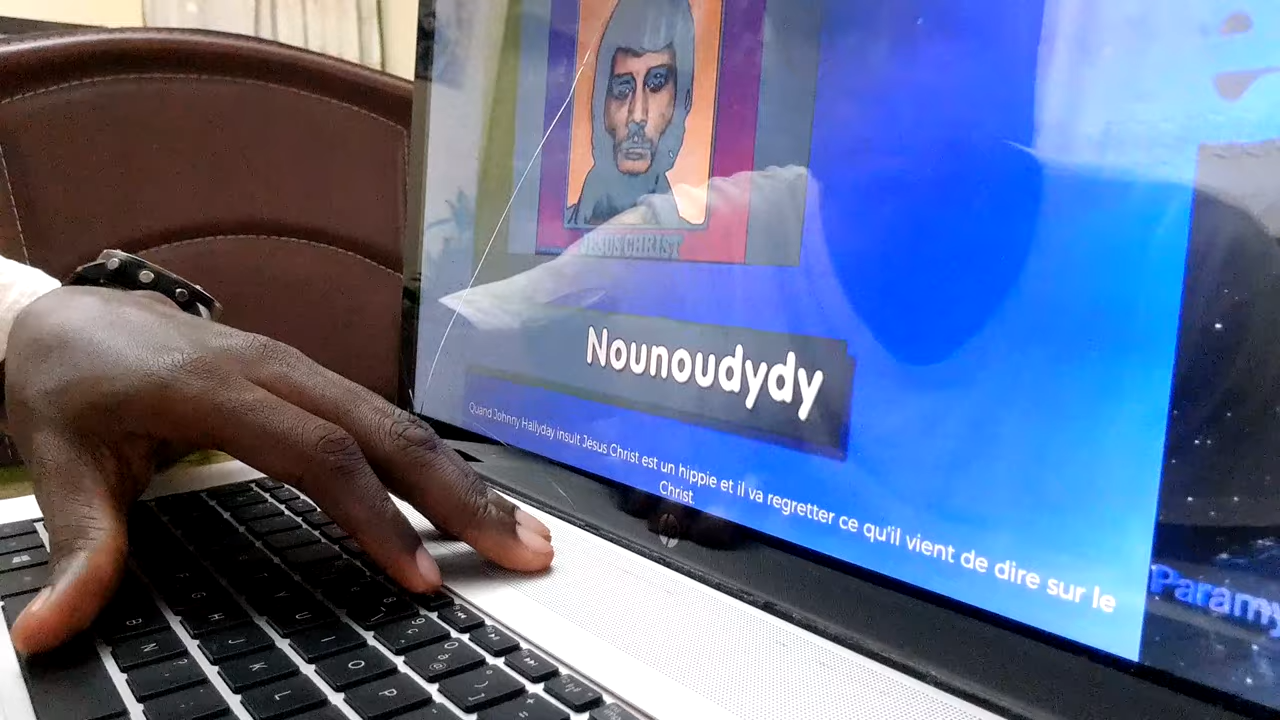 JESUS CHRIST
Nounoudydy
Quand Johnny Hallyday insult Jésus Christ est un hippie et il va regretter ce qu'il vient de dire sur le
Christ
Paramy
hp
B
N
G
H
J
K
L
Y
U
I
O
P